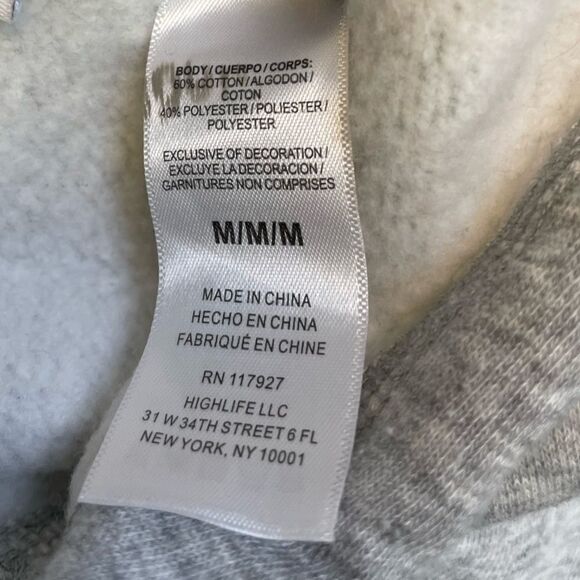 BODY / CUERPO / CORPS:
60% COTTON / ALGODON /
COTON
40% POLYESTER / POLIESTER /
POLYESTER
EXCLUSIVE OF DECORATION /
EXCLUYE LA DECORACION /
GARNITURES NON COMPRISES
M/M/M
MADE IN CHINA
HECHO EN CHINA
FABRIQUÉ EN CHINE
RN 117927
HIGHLIFE LLC
31 W 34TH STREET 6 FL
NEW YORK, NY 10001